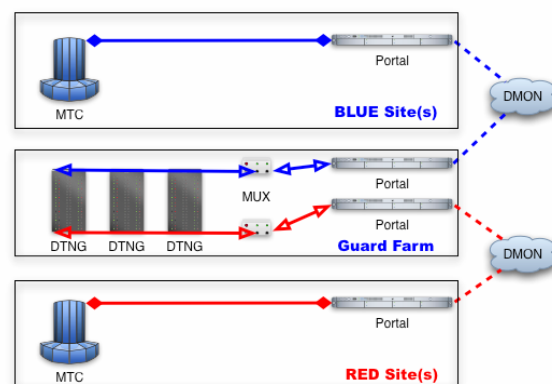 Portal
DMON
MTC
BLUE Site(s)
Portal
MUX
Portal
DTNG
DTNG
DTNG
Guard Farm
DMON
Portal
MTC
RED Site(s)